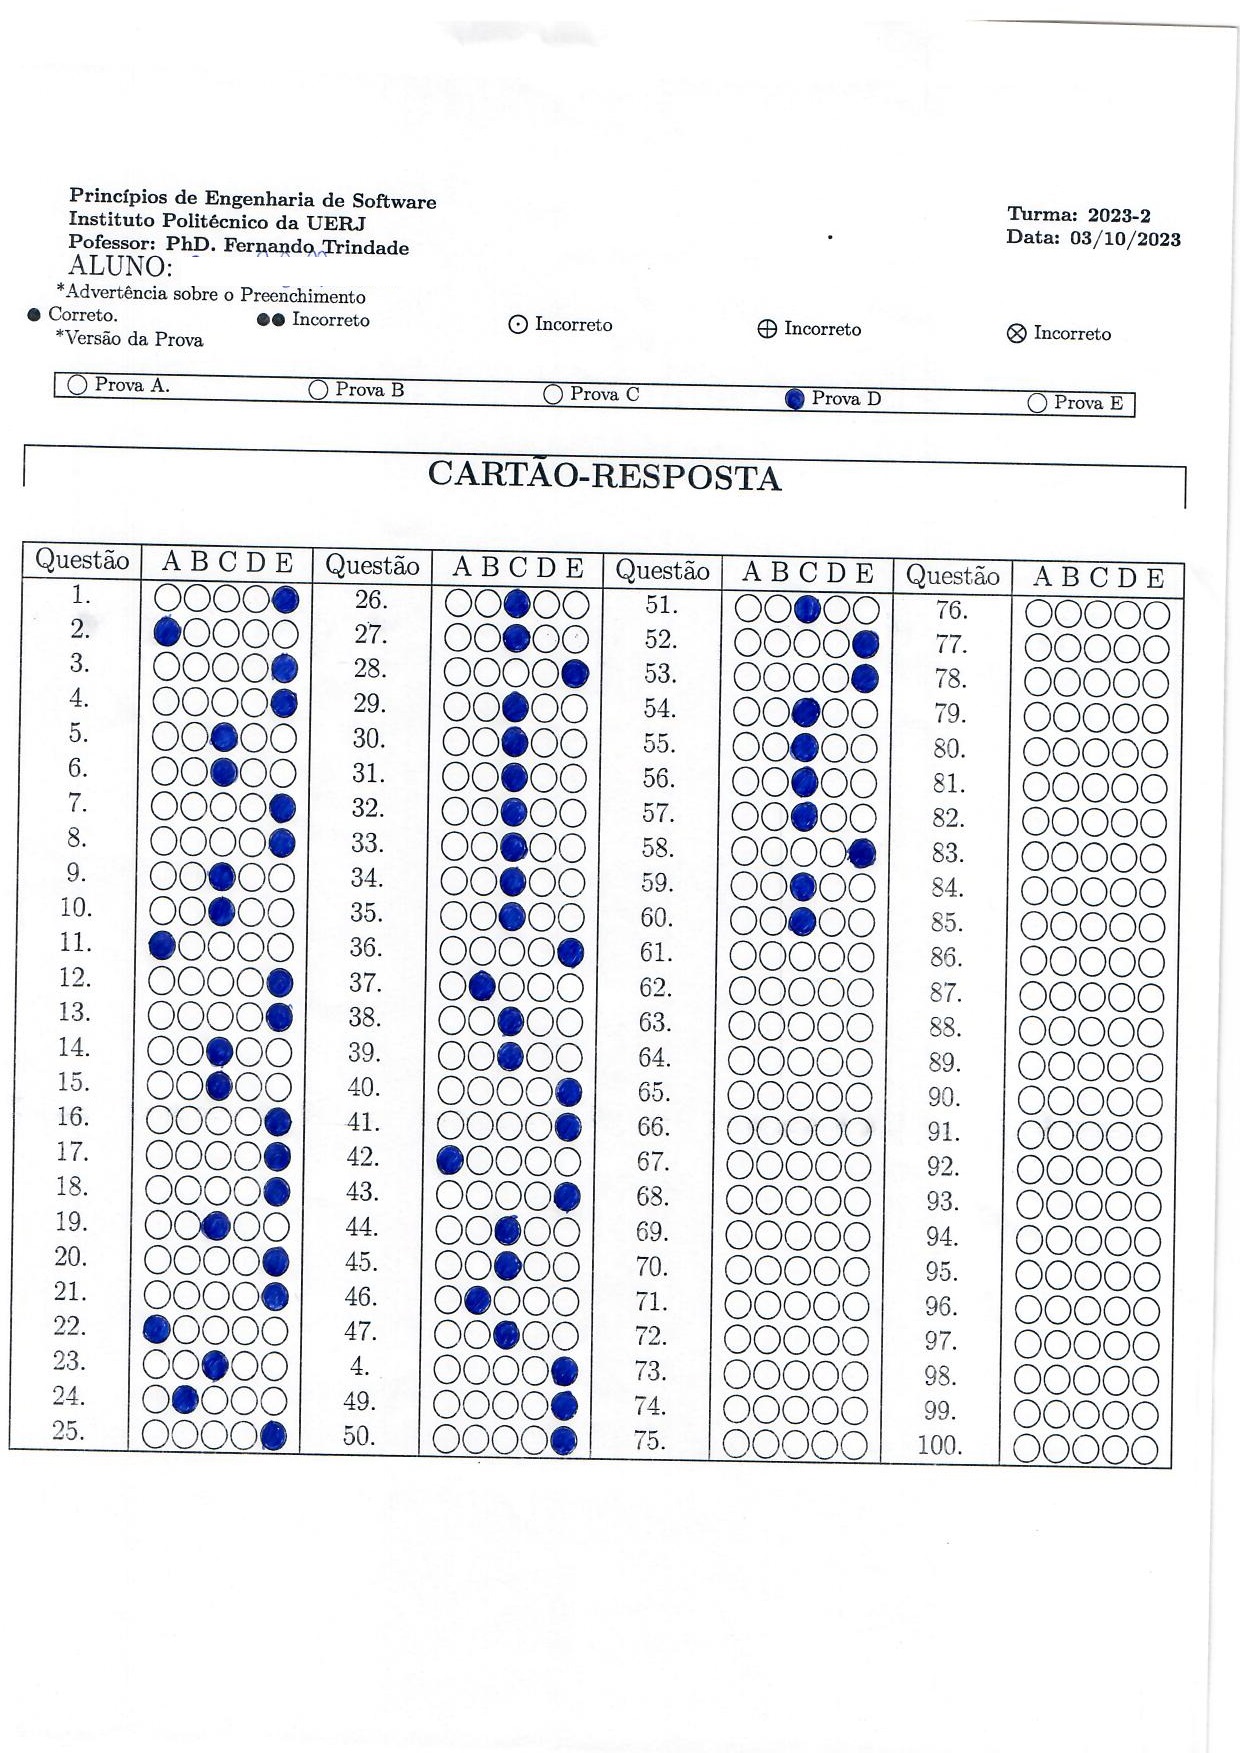 Princípios de Engenharia de Software
Instituto Politécnico da UERJ
Pofessor: PhD. Fernando Trindade
ALUNO:
Turma: 2023-2
Data: 03/10/2023
*Advertência sobre o Preenchimento
Correto. Incorreto Incorreto Incorreto Incorreto
*Versão da Prova
Prova A. Prova B Prova C Prova D Prova E
CARTÃO-RESPOSTA
Questão A B C D E Questão A B C D E Questão A B C D E Questão A B C D E
1. 26. 51. 76.
2. 27. 52. 77.
3. 28. 53. 78.
4. 29. 54. 79.
5. 30. 55. 80.
6. 31. 56. 81.
7. 32. 57. 82.
8. 33. 58. 83.
9. 34. 59. 84.
10. 35. 60. 85.
11. 36. 61. 86.
12. 37. 62. 87.
13. 38. 63. 88.
14. 39. 64. 89.
15. 40. 65. 90.
16. 41. 66. 91.
17. 42. 67. 92.
18. 43. 68. 93.
19. 44. 69. 94.
20. 45. 70. 95.
21. 46. 71. 96.
22. 47. 72. 97.
23. 4. 73. 98.
24. 49. 74. 99.
25. 50. 75. 100.